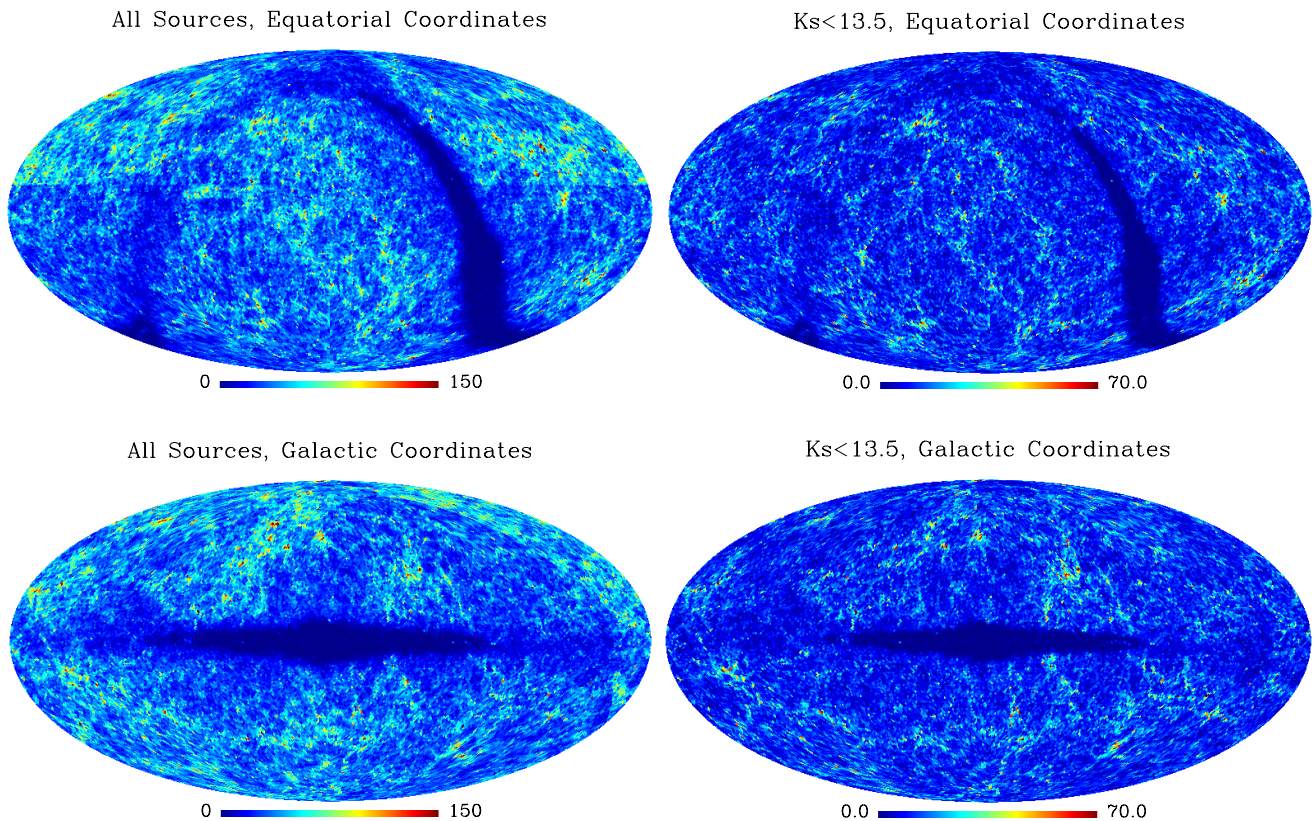 All Sources, Equatorial Coordinates
Ks<13.5, Equatorial Coordinates
0 150
0.0 70.0
All Sources, Galactic Coordinates
Ks<13.5, Galactic Coordinates
0 150
0.0 70.0